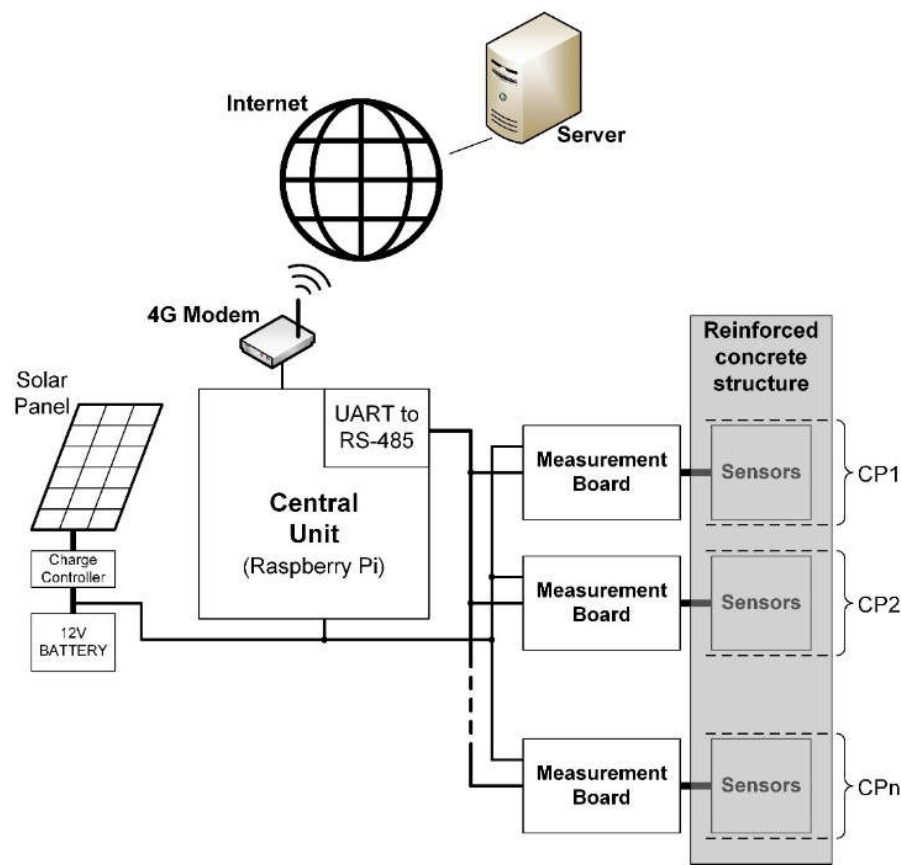 Internet
Server
4G Modem
Solar
Panel
Charge
Controller
12V
BATTERY
UART to
RS-485
Central
Unit
(Raspberry Pi)
Reinforced
concrete
structure
Measurement
Board
Sensors
CP1
Measurement
Board
Sensors
CP2
Measurement
Board
Sensors
CPn